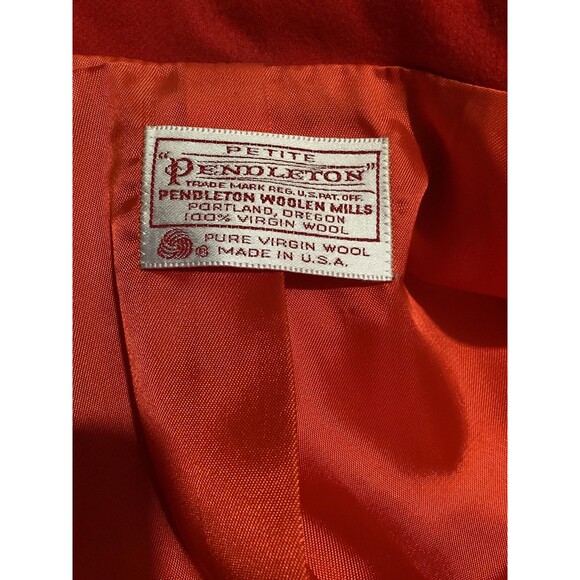 PETITE
"PENDLETON"
TRADE MARK REG. U.S. PAT. OFF.
PENDLETON WOOLEN MILLS
PORTLAND, OREGON
100% VIRGIN WOOL
® PURE VIRGIN WOOL
MADE IN U.S.A.